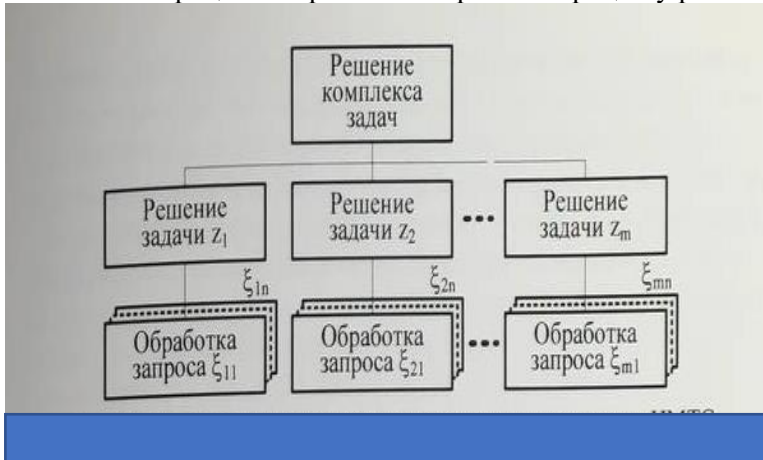 Решение
комплекса
задач
Решение
задачи z₁
Решение
задачи z₂
•••
Решение
задачи zₘ
ξ₁ₙ
ξ₂ₙ
ξₘₙ
Обработка
запроса ξ₁₁
Обработка
запроса ξ₂₁
•••
Обработка
запроса ξₘ₁